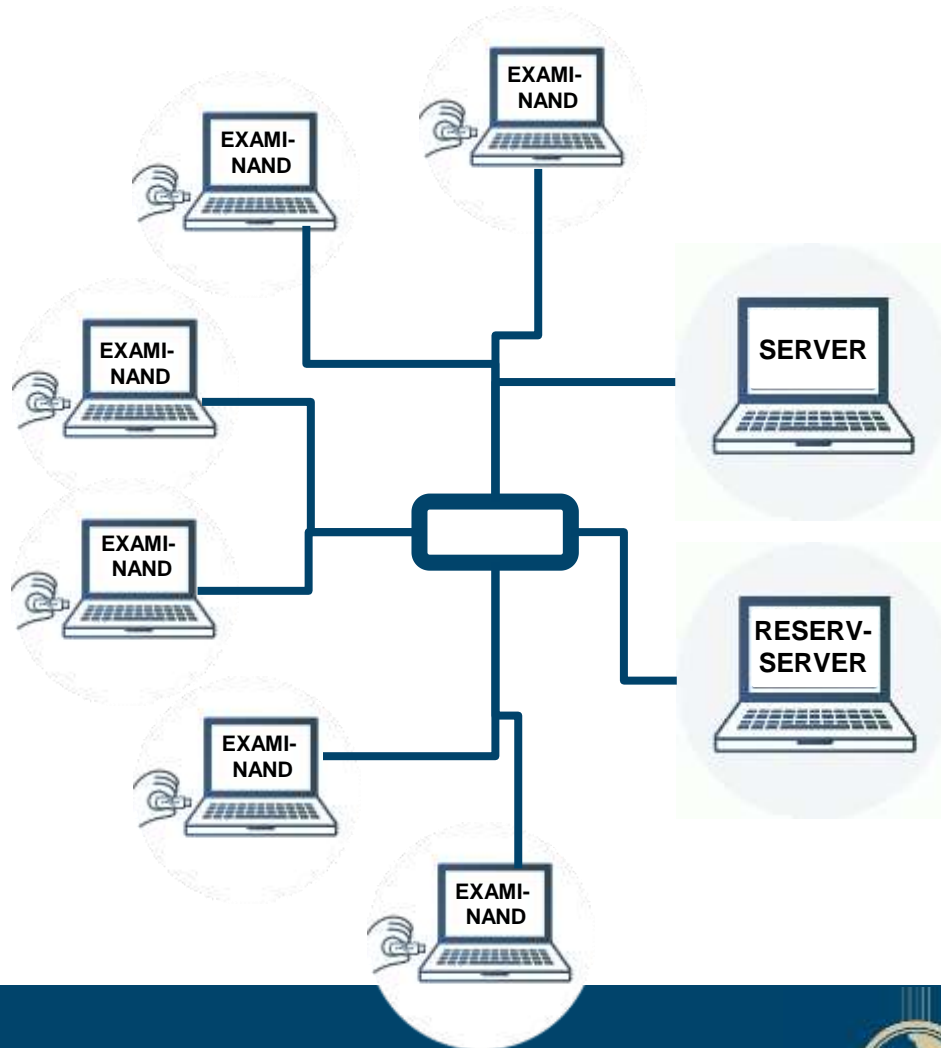 EXAMI-
NAND
EXAMI-
NAND
SERVER
EXAMI-
NAND
EXAMI-
NAND
RESERV-
SERVER
EXAMI-
NAND
EXAMI-
NAND